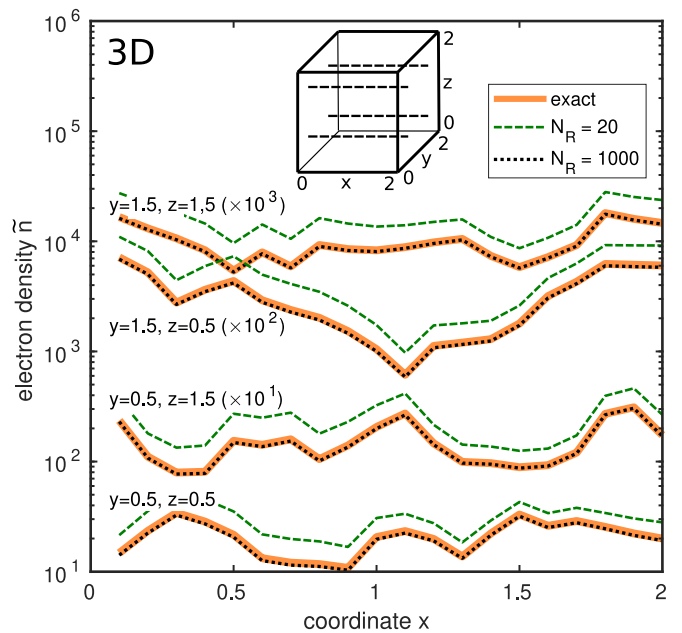 3D
10^6
10^5
10^4
10^3
10^2
10^1
electron density ñ
2
z
0
2
y
0
0
x
2
exact
N_R = 20
N_R = 1000
y=1.5, z=1,5 (×10^3)
y=1.5, z=0.5 (×10^2)
y=0.5, z=1.5 (×10^1)
y=0.5, z=0.5
0
0.5
1
1.5
2
coordinate x